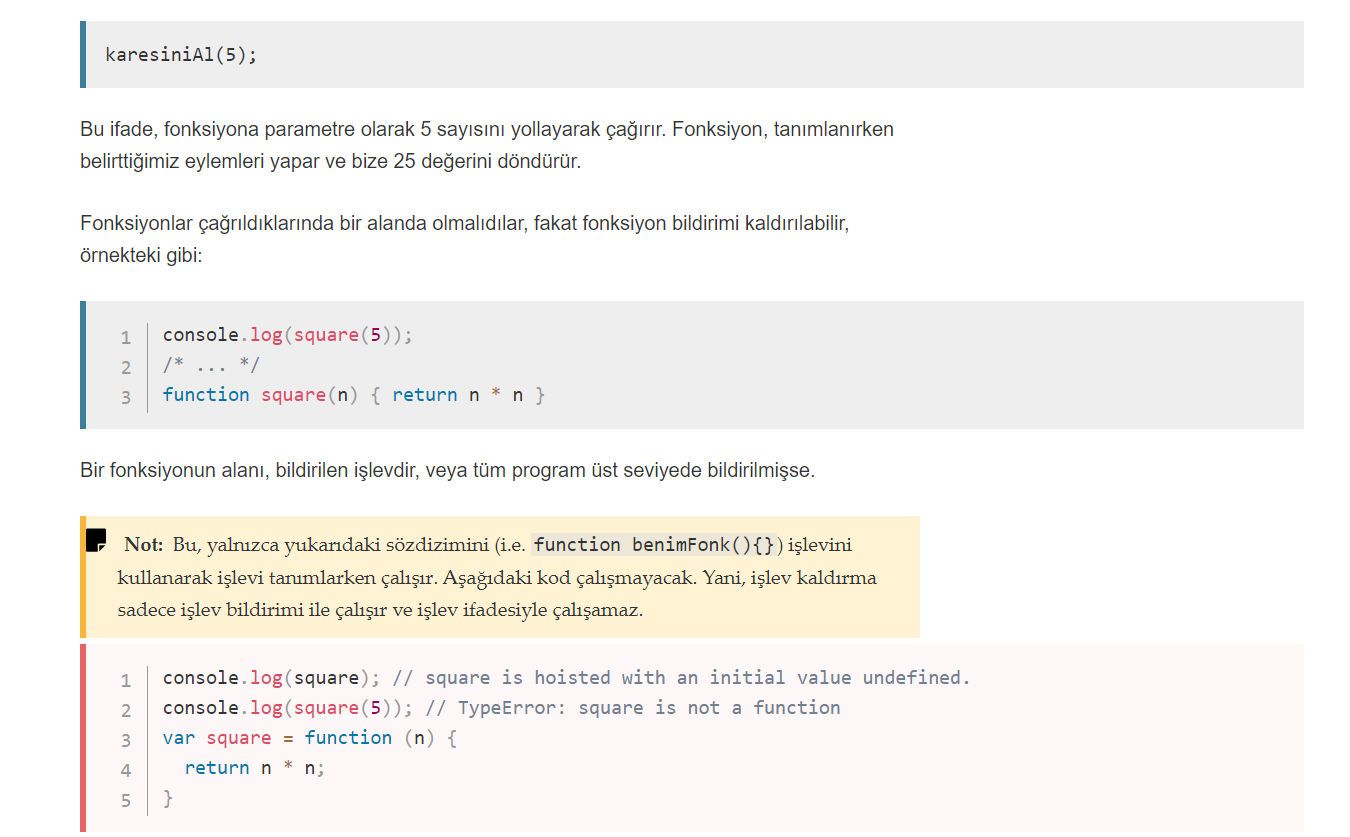 karesiniAl(5);
Bu ifade, fonksiyona parametre olarak 5 sayısını yollayarak çağırır. Fonksiyon, tanımlanırken
belirttiğimiz eylemleri yapar ve bize 25 değerini döndürür.
Fonksiyonlar çağrıldıklarında bir alanda olmalıdılar, fakat fonksiyon bildirimi kaldırılabilir,
örnekteki gibi:
1 console.log(square(5));
2 /* ... */
3 function square(n) { return n * n }
Bir fonksiyonun alanı, bildirilen işlevdir, veya tüm program üst seviyede bildirilmişse.
Not: Bu, yalnızca yukarıdaki sözdizimini (i.e. function benimFonk(){}) işlevini
kullanarak işlevi tanımlarken çalışır. Aşağıdaki kod çalışmayacak. Yani, işlev kaldırma
sadece işlev bildirimi ile çalışır ve işlev ifadesiyle çalışamaz.
1 console.log(square); // square is hoisted with an initial value undefined.
2 console.log(square(5)); // TypeError: square is not a function
3 var square = function (n) {
4 return n * n;
5 }